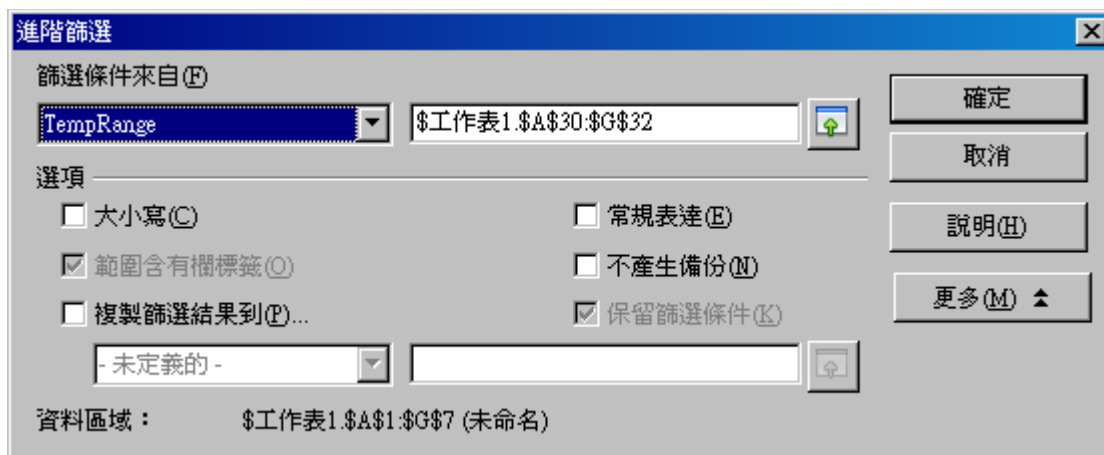 進階篩選
篩選條件來自(F)
TempRange $工作表1.$A$30:$G$32
確定
取消
選項
大小寫(C) 常規表達(E)
說明(H)
範圍含有欄標籤(O) 不產生備份(N)
更多(M)
複製篩選結果到(P)... 保留篩選條件(K)
- 未定義的 -
資料區域： $工作表1.$A$1:$G$7 (未命名)